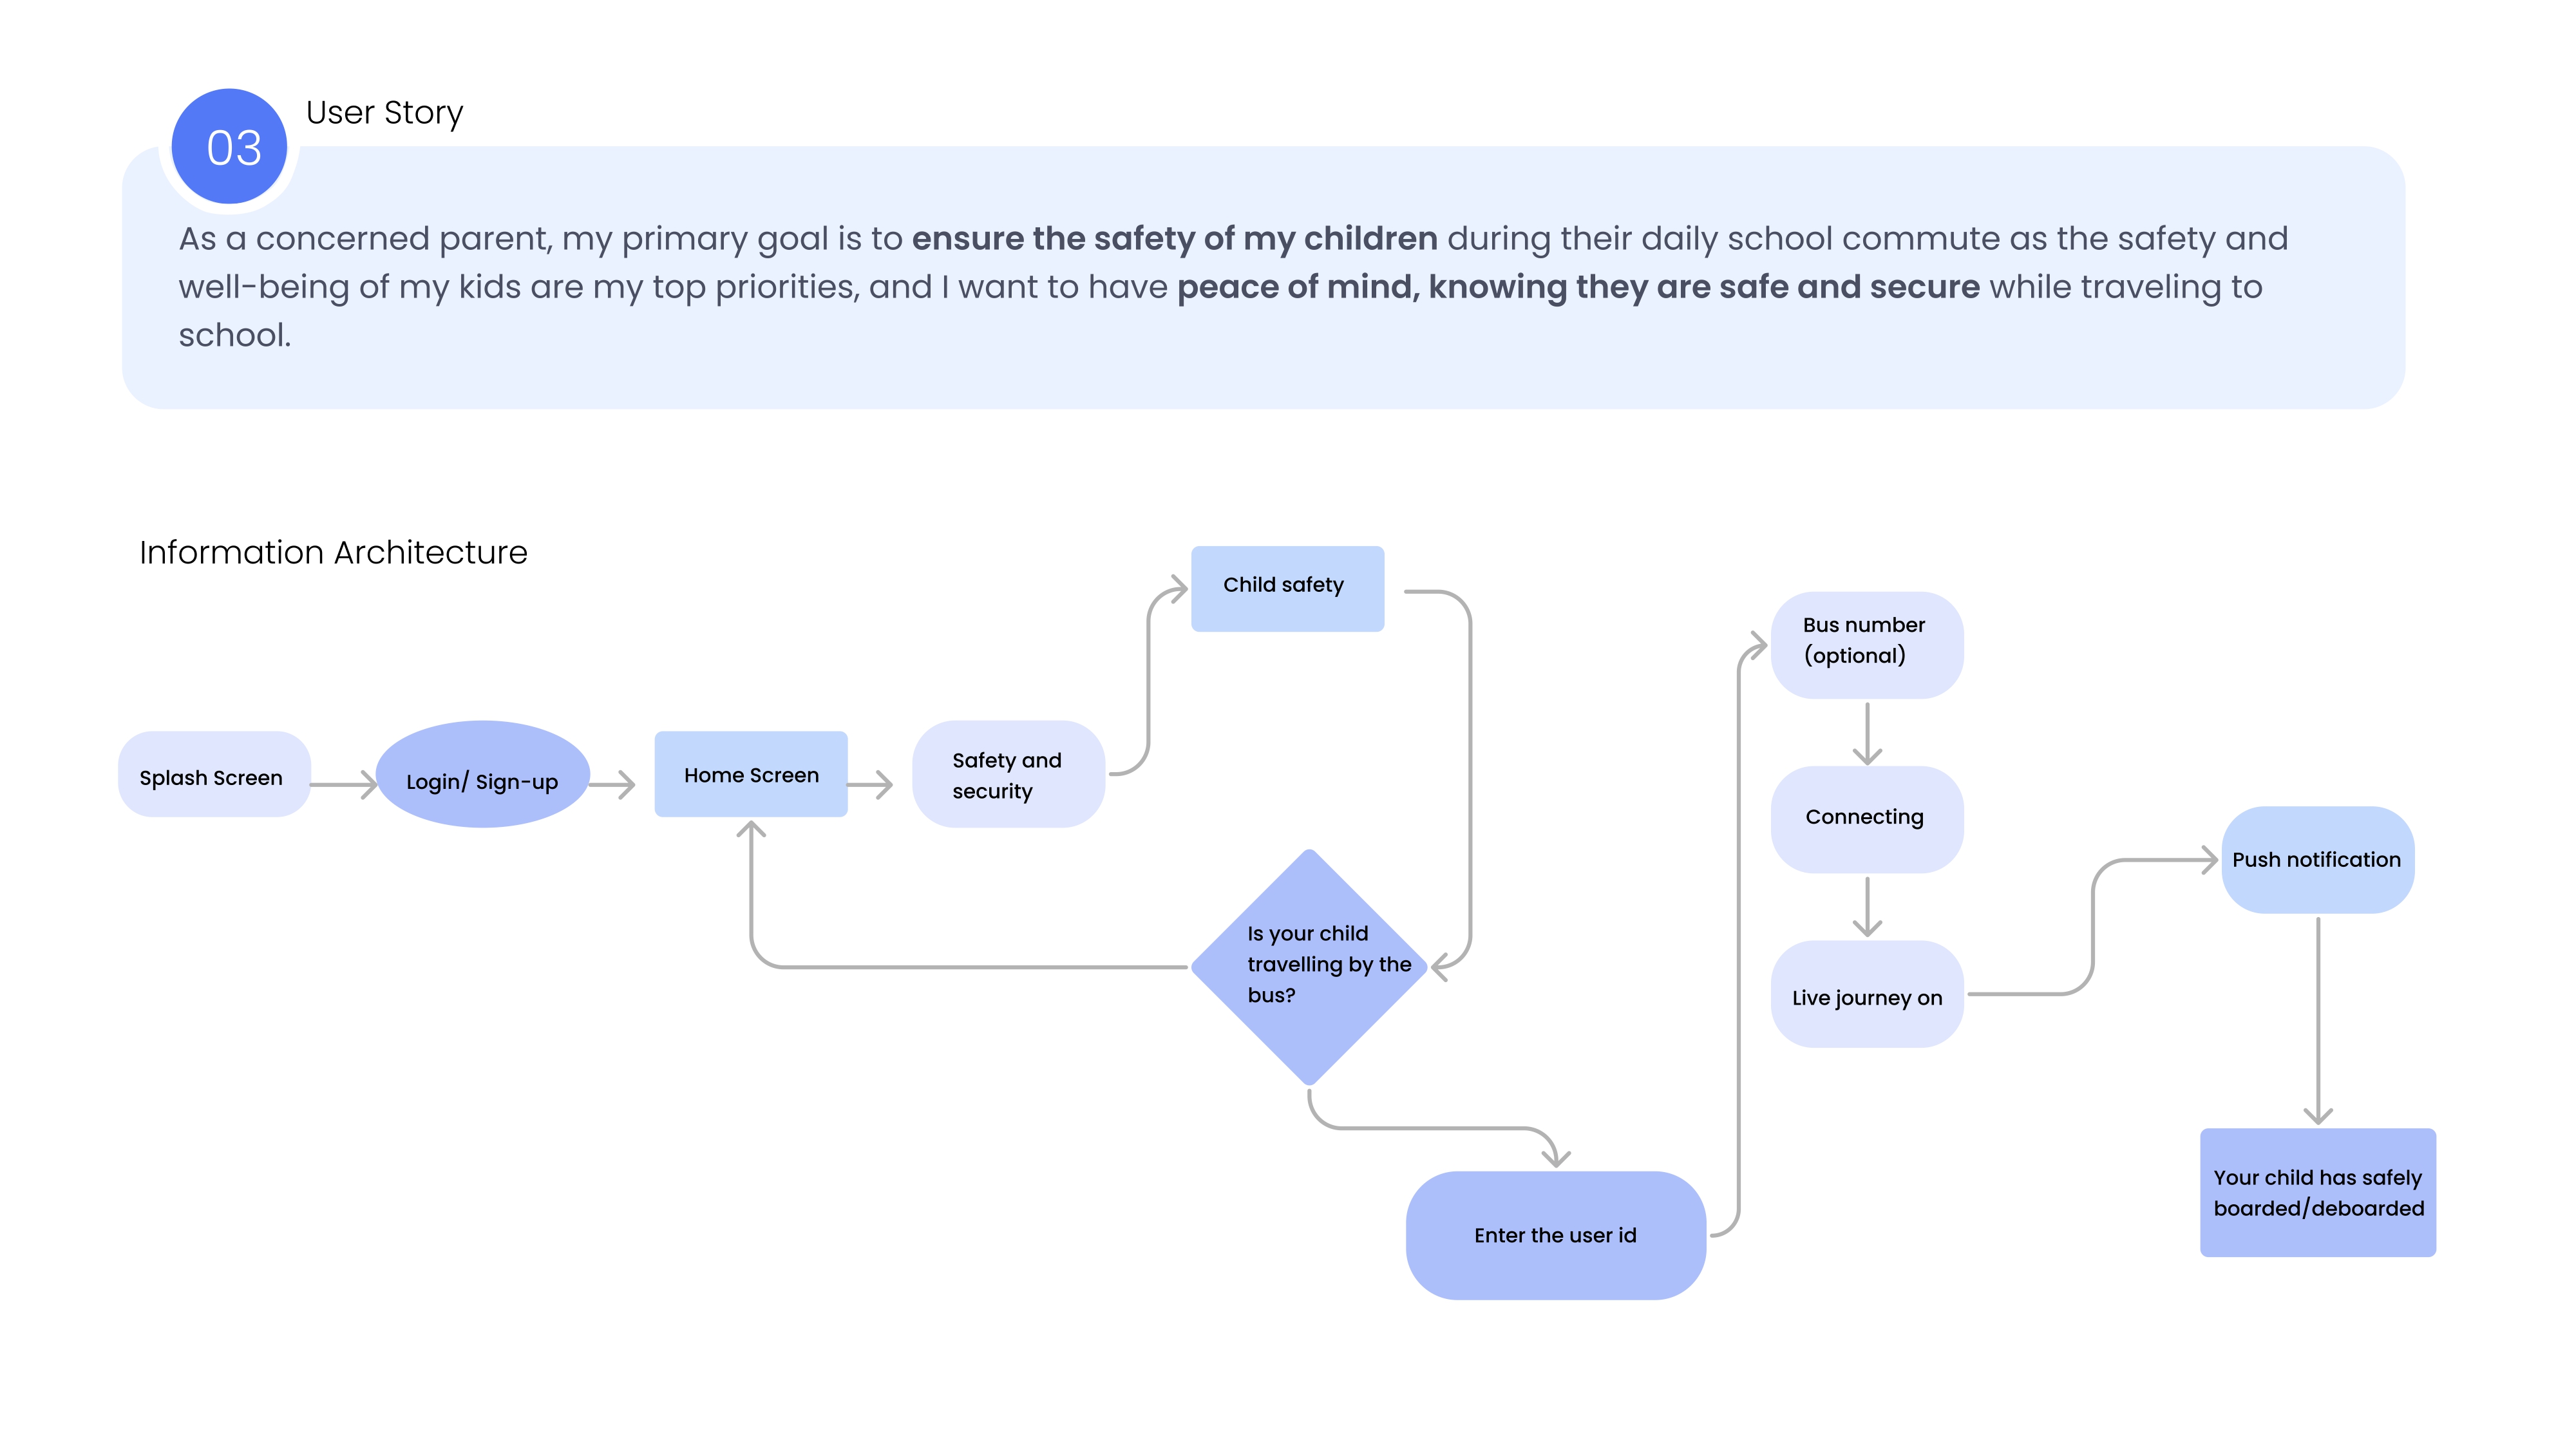 03
User Story
As a concerned parent, my primary goal is to ensure the safety of my children during their daily school commute as the safety and
well-being of my kids are my top priorities, and I want to have peace of mind, knowing they are safe and secure while traveling to
school.
Information Architecture
Splash Screen
Login/ Sign-up
Home Screen
Safety and
security
Child safety
Is your child
travelling by the
bus?
Enter the user id
Bus number
(optional)
Connecting
Live journey on
Push notification
Your child has safely
boarded/deboarded